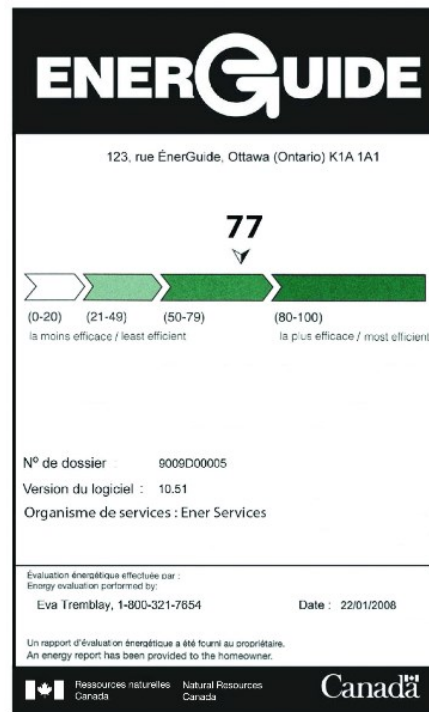 ENERGUIDE
123, rue ÉnerGuide, Ottawa (Ontario) K1A 1A1
77
(0-20) (21-49) (50-79) (80-100)
la moins efficace / least efficient la plus efficace / most efficient
Nº de dossier : 9009D00005
Version du logiciel : 10.51
Organisme de services : Ener Services
Évaluation énergétique effectuée par :
Energy evaluation performed by:
Eva Tremblay, 1-800-321-7654 Date : 22/01/2008
Un rapport d'évaluation énergétique a été fourni au propriétaire.
An energy report has been provided to the homeowner.
Ressources naturelles Natural Resources
Canada Canada
Canada